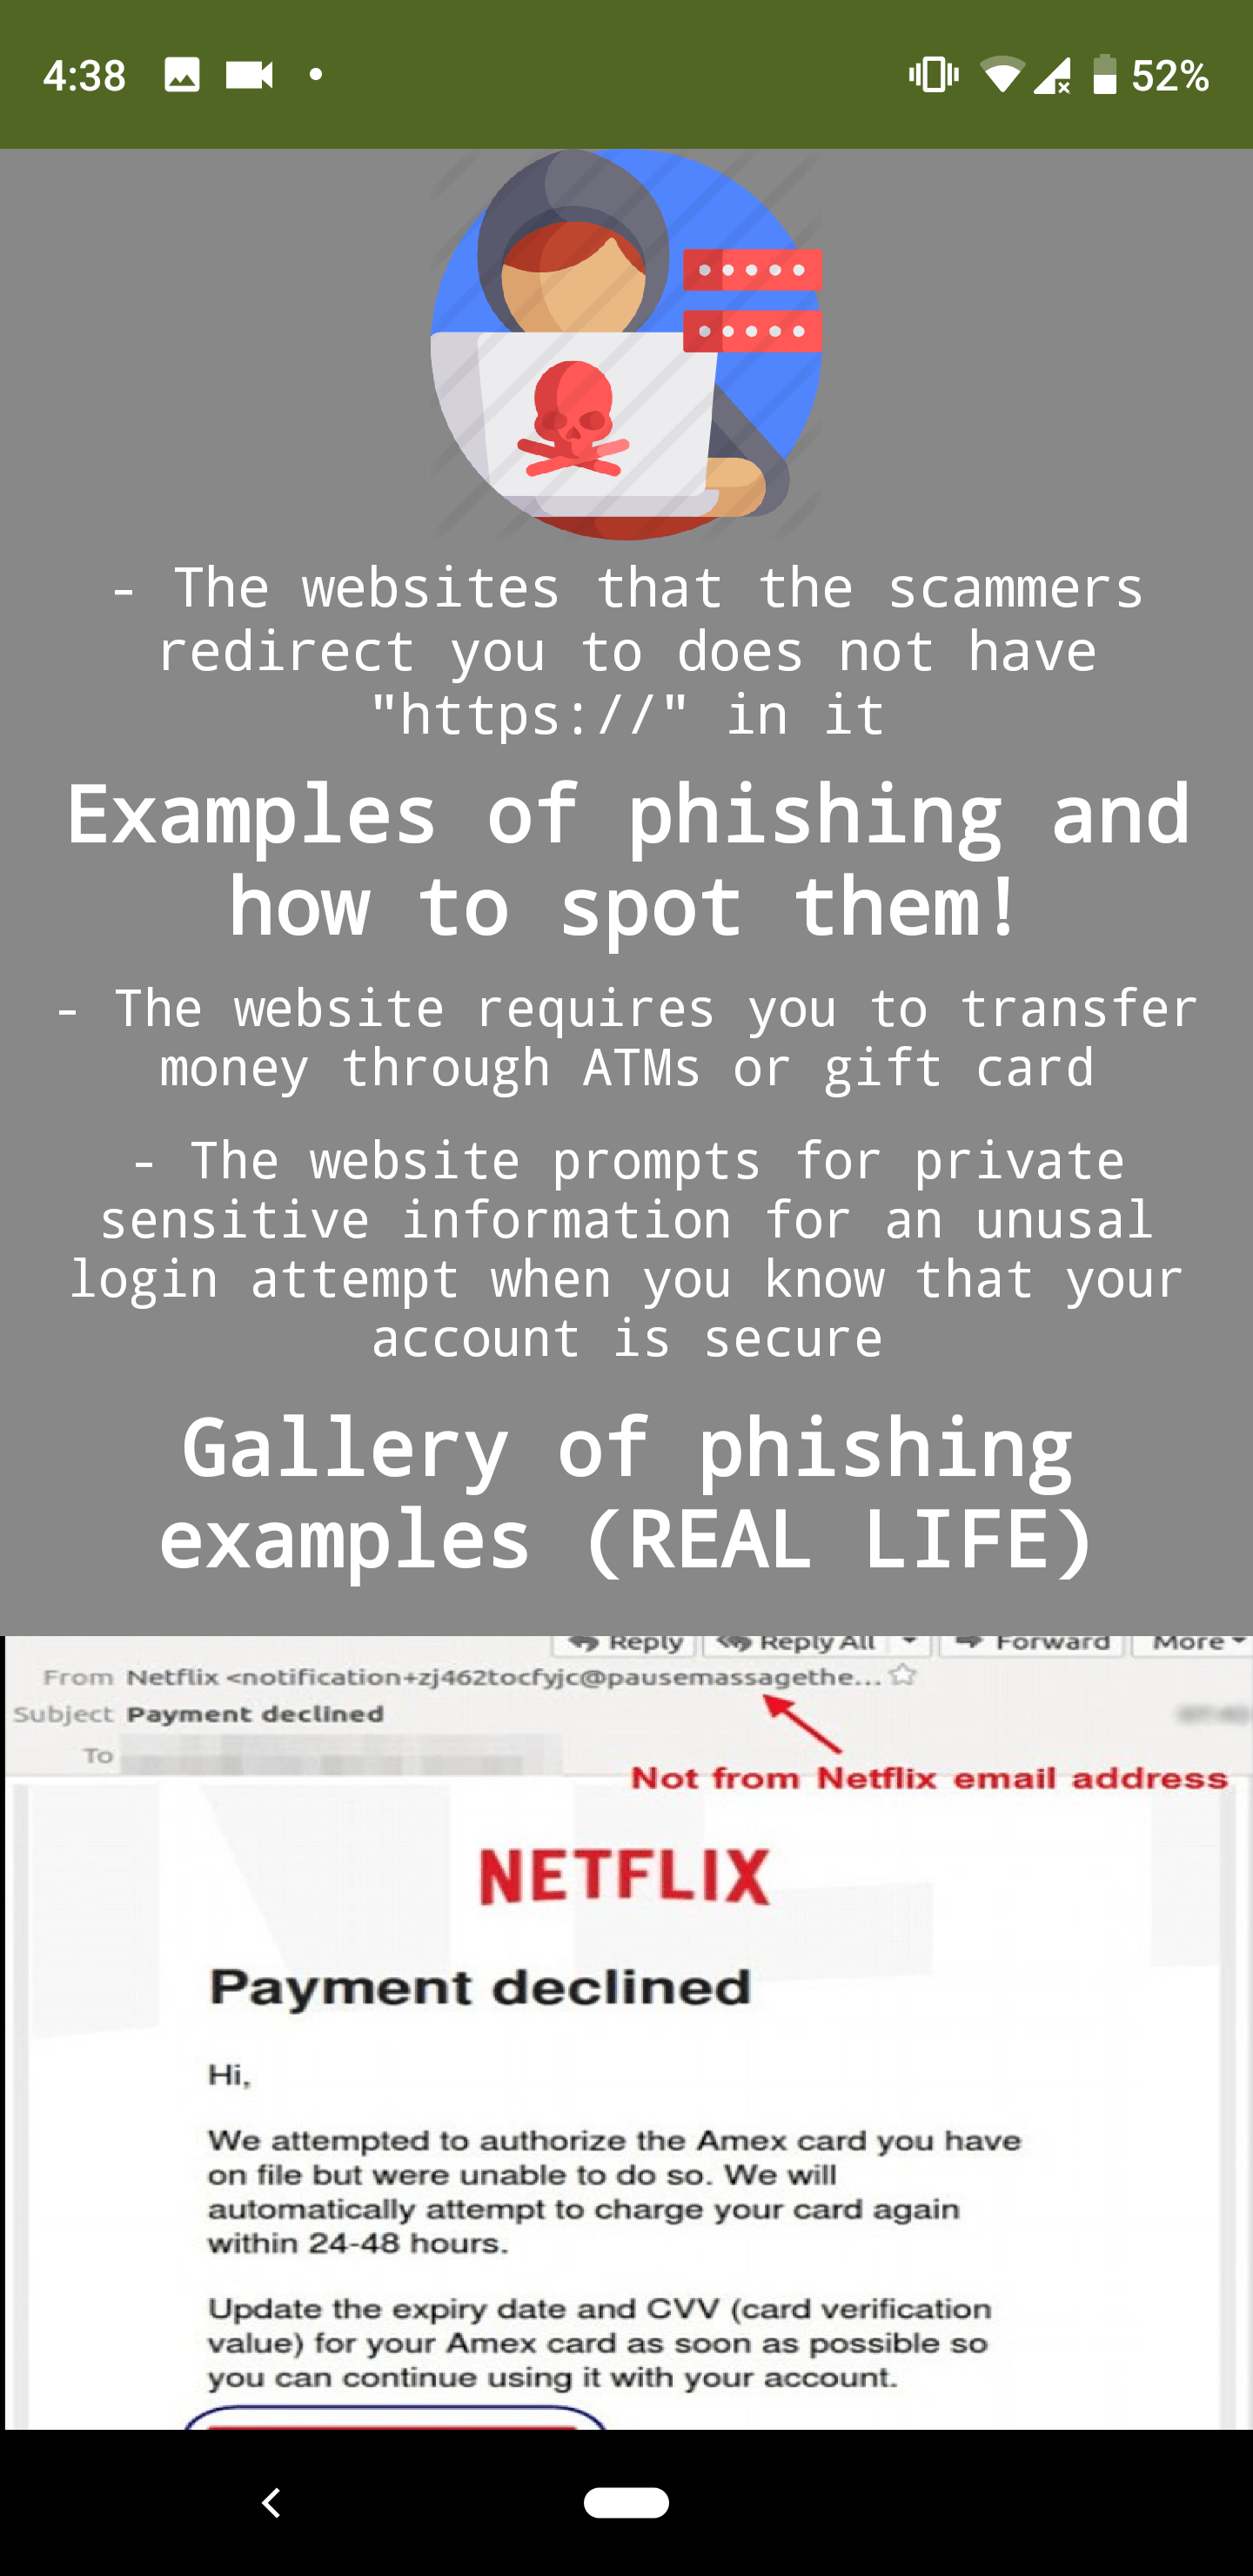 4:38
52%
- The websites that the scammers
redirect you to does not have
"https://" in it
Examples of phishing and
how to spot them!
- The website requires you to transfer
money through ATMs or gift card
- The website prompts for private
sensitive information for an unusal
login attempt when you know that your
account is secure
Gallery of phishing
examples (REAL LIFE)
Reply Reply All Forward More
From Netflix <notification+zj462tocfyjc@pausemassagethe...
Subject Payment declined
To
Not from Netflix email address
NETFLIX
Payment declined
Hi,
We attempted to authorize the Amex card you have
on file but were unable to do so. We will
automatically attempt to charge your card again
within 24-48 hours.
Update the expiry date and CVV (card verification
value) for your Amex card as soon as possible so
you can continue using it with your account.